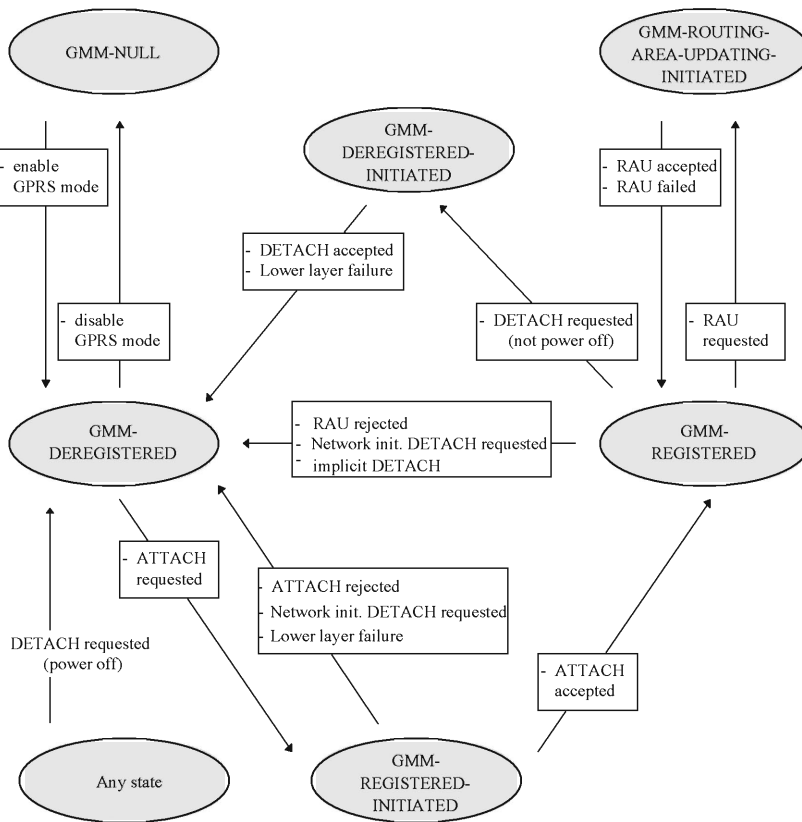 GMM-NULL
GMM-ROUTING-
AREA-UPDATING-
INITIATED
GMM-
DEREGISTERED-
INITIATED
- enable
GPRS mode
- RAU accepted
- RAU failed
- DETACH accepted
- Lower layer failure
- disable
GPRS mode
- DETACH requested
(not power off)
- RAU
requested
GMM-
DEREGISTERED
- RAU rejected
- Network init. DETACH requested
- implicit DETACH
GMM-
REGISTERED
- ATTACH
requested
- ATTACH rejected
- Network init. DETACH requested
- Lower layer failure
DETACH requested
(power off)
- ATTACH
accepted
Any state
GMM-
REGISTERED-
INITIATED